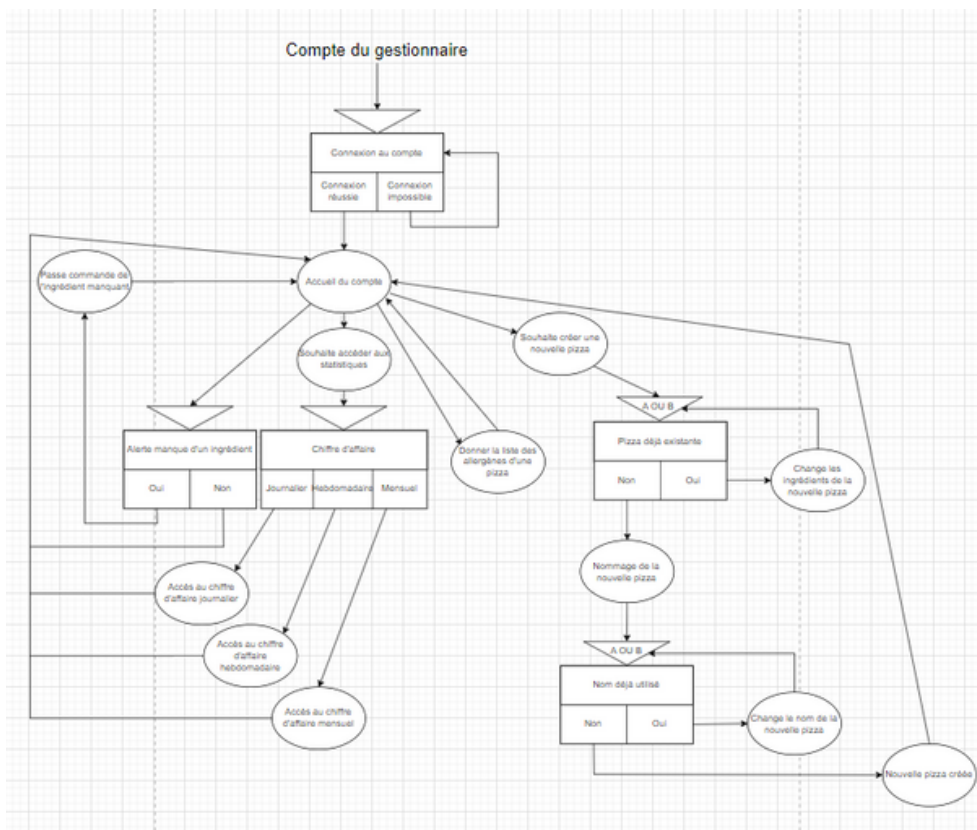 Compte du gestionnaire
Connexion au compte
Connexion
réussie
Connexion
impossible
Passe commande de
l'ingrédient manquant
Accueil du compte
Souhaite accéder aux
statistiques
Souhaite créer une
nouvelle pizza
A OU B
Alerte manque d'un ingrédient
Oui
Non
Chiffre d'affaire
Journalier
Hebdomadaire
Mensuel
Donner la liste des
allergènes d'une
pizza
Pizza déjà existante
Non
Oui
Change les
ingrédients de la
nouvelle pizza
Nommage de la
nouvelle pizza
Accès au chiffre
d'affaire journalier
Accès au chiffre
d'affaire
hebdomadaire
Accès au chiffre
d'affaire mensuel
A OU B
Nom déjà utilisé
Non
Oui
Change le nom de la
nouvelle pizza
Nouvelle pizza créée